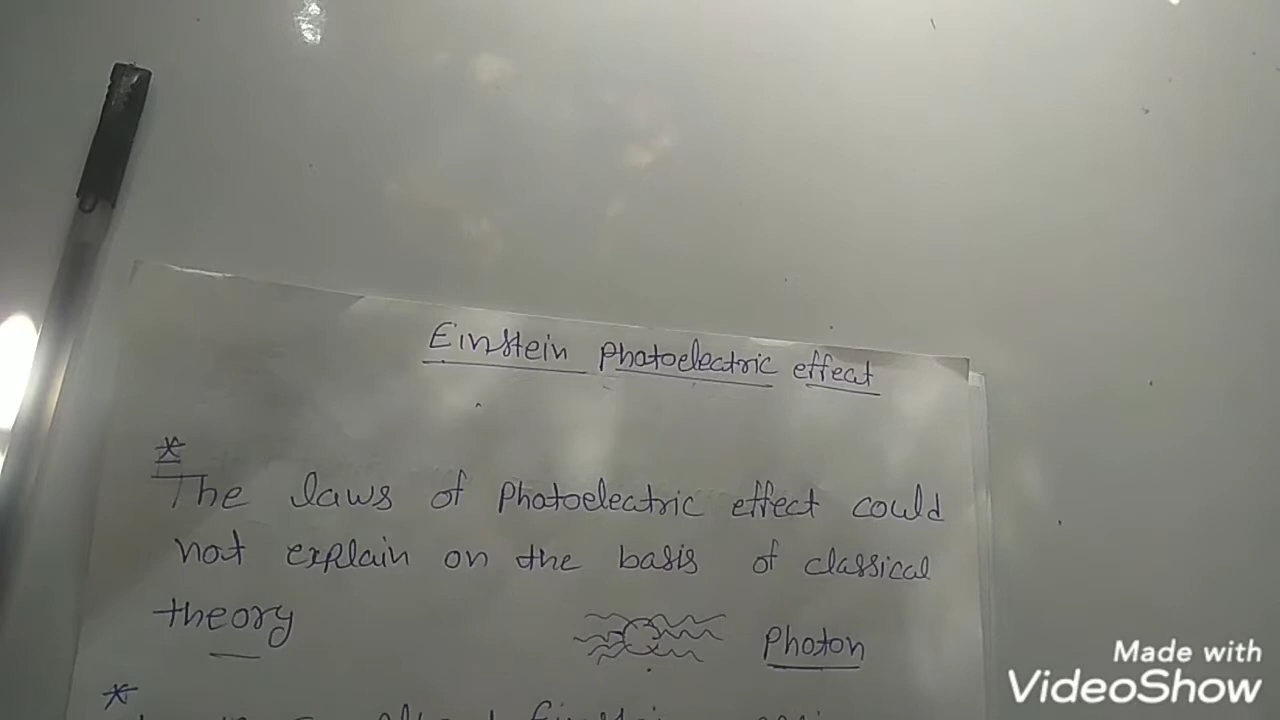 Einstein Photoelectric effect
*
The laws of Photoelectric effect could
not explain on the basis of classical
theory
Photon
*
Made with
VideoShow